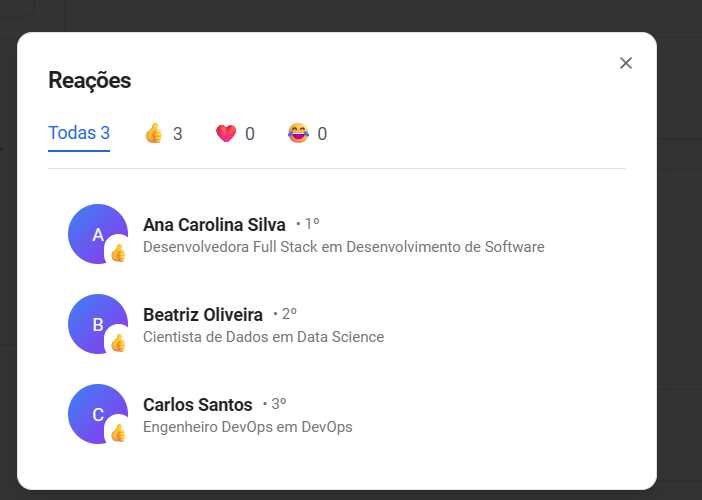 Reações
Todas 3 👍 3 ❤️ 0 😂 0
A 👍 Ana Carolina Silva • 1º
Desenvolvedora Full Stack em Desenvolvimento de Software
B 👍 Beatriz Oliveira • 2º
Cientista de Dados em Data Science
C 👍 Carlos Santos • 3º
Engenheiro DevOps em DevOps